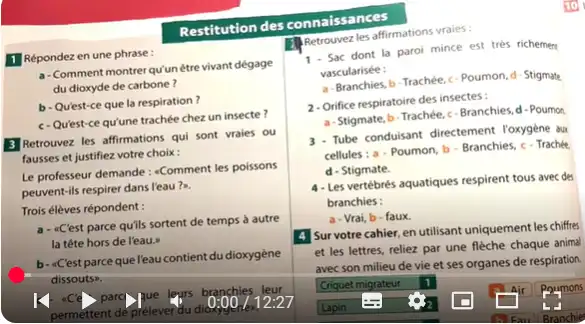 Restitution des connaissances
10
1 Répondez en une phrase :
a - Comment montrer qu'un être vivant dégage
du dioxyde de carbone ?
b - Qu'est-ce que la respiration ?
c - Qu'est-ce qu'une trachée chez un insecte ?
3 Retrouvez les affirmations qui sont vraies ou
fausses et justifiez votre choix :
Le professeur demande : «Comment les poissons
peuvent-ils respirer dans l'eau ?».
Trois élèves répondent :
a - «C'est parce qu'ils sortent de temps à autre
la tête hors de l'eau.»
b - «C'est parce que l'eau contient du dioxygène
dissouts».
parce que leurs branchies leur
permettent de prélever du dioxygène
2 Retrouvez les affirmations vraies :
1 - Sac dont la paroi mince est très richement
vascularisée :
a - Branchies, b - Trachée, c - Poumon, d - Stigmate.
2 - Orifice respiratoire des insectes :
a - Stigmate, b - Trachée, c - Branchies, d - Poumon.
3 - Tube conduisant directement l'oxygène aux
cellules : a - Poumon, b - Branchies, c - Trachée,
d - Stigmate.
4 - Les vertébrés aquatiques respirent tous avec des
branchies :
a - Vrai, b - faux.
4 Sur votre cahier, en utilisant uniquement les chiffres
et les lettres, reliez par une flèche chaque animal
avec son milieu de vie et ses organes de respiration.
Criquet migrateur 1 a Air Poumons
Lapin 2 b Eau Branchies
0:00 / 12:27